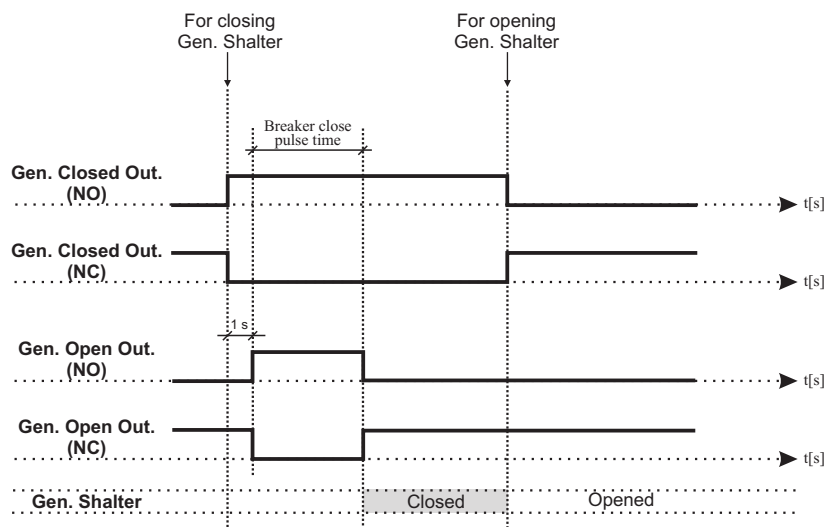 For closing
Gen. Shalter
For opening
Gen. Shalter
Breaker close
pulse time
Gen. Closed Out.
(NO)
t[s]
Gen. Closed Out.
(NC)
t[s]
1 s
Gen. Open Out.
(NO)
t[s]
Gen. Open Out.
(NC)
t[s]
Gen. Shalter
Closed
Opened